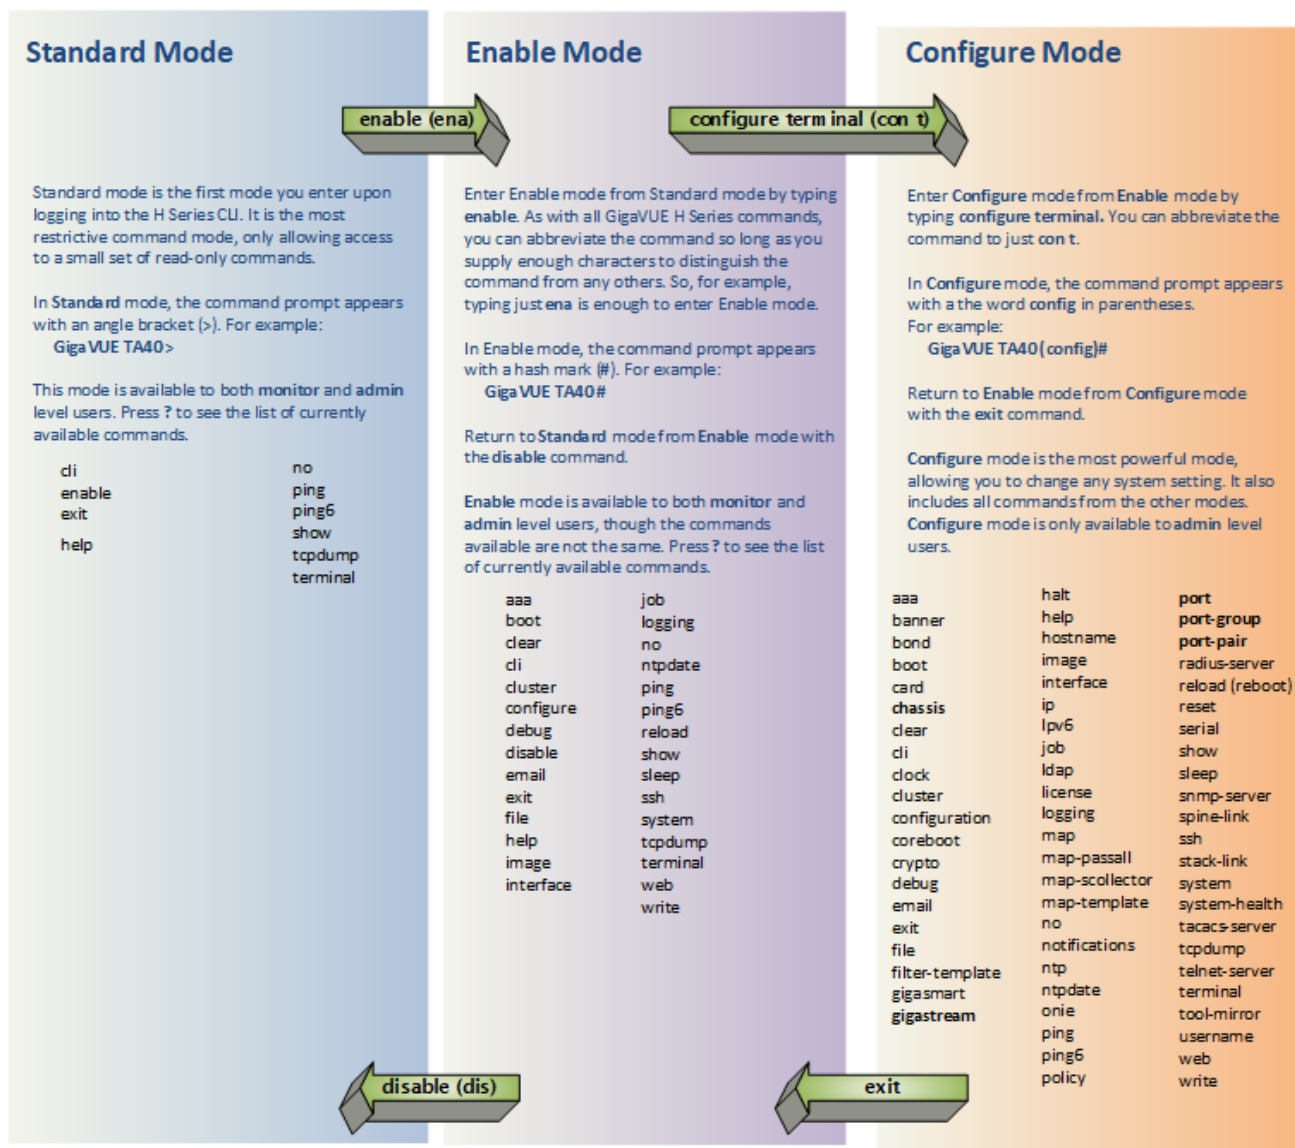 Standard Mode
enable (ena)
Standard mode is the first mode you enter upon
logging into the H Series CLI. It is the most
restrictive command mode, only allowing access
to a small set of read-only commands.
In Standard mode, the command prompt appears
with an angle bracket (>). For example:
GigaVUE TA40>
This mode is available to both monitor and admin
level users. Press ? to see the list of currently
available commands.
cli
enable
exit
help
no
ping
ping6
show
tcpdump
terminal
disable (dis)
Enable Mode
configure terminal (con t)
Enter Enable mode from Standard mode by typing
enable. As with all GigaVUE H Series commands,
you can abbreviate the command so long as you
supply enough characters to distinguish the
command from any others. So, for example,
typing just ena is enough to enter Enable mode.
In Enable mode, the command prompt appears
with a hash mark (#). For example:
GigaVUE TA40#
Return to Standard mode from Enable mode with
the disable command.
Enable mode is available to both monitor and
admin level users, though the commands
available are not the same. Press ? to see the list
of currently available commands.
aaa
boot
clear
cli
cluster
configure
debug
disable
email
exit
file
help
image
interface
job
logging
no
ntpdate
ping
ping6
reload
show
sleep
ssh
system
tcpdump
terminal
web
write
exit
Configure Mode
Enter Configure mode from Enable mode by
typing configure terminal. You can abbreviate the
command to just con t.
In Configure mode, the command prompt appears
with a the word config in parentheses.
For example:
GigaVUE TA40(config)#
Return to Enable mode from Configure mode
with the exit command.
Configure mode is the most powerful mode,
allowing you to change any system setting. It also
includes all commands from the other modes.
Configure mode is only available to admin level
users.
aaa
banner
bond
boot
card
chassis
clear
cli
clock
cluster
configuration
coreboot
crypto
debug
email
exit
file
filter-template
gigasmart
gigastream
halt
help
hostname
image
interface
ip
Ipv6
job
ldap
license
logging
map
map-passall
map-scollector
map-template
no
notifications
ntp
ntpdate
onie
ping
ping6
policy
port
port-group
port-pair
radius-server
reload (reboot)
reset
serial
show
sleep
snmp-server
spine-link
ssh
stack-link
system
system-health
tacacs-server
tcpdump
telnet-server
terminal
tool-mirror
username
web
write